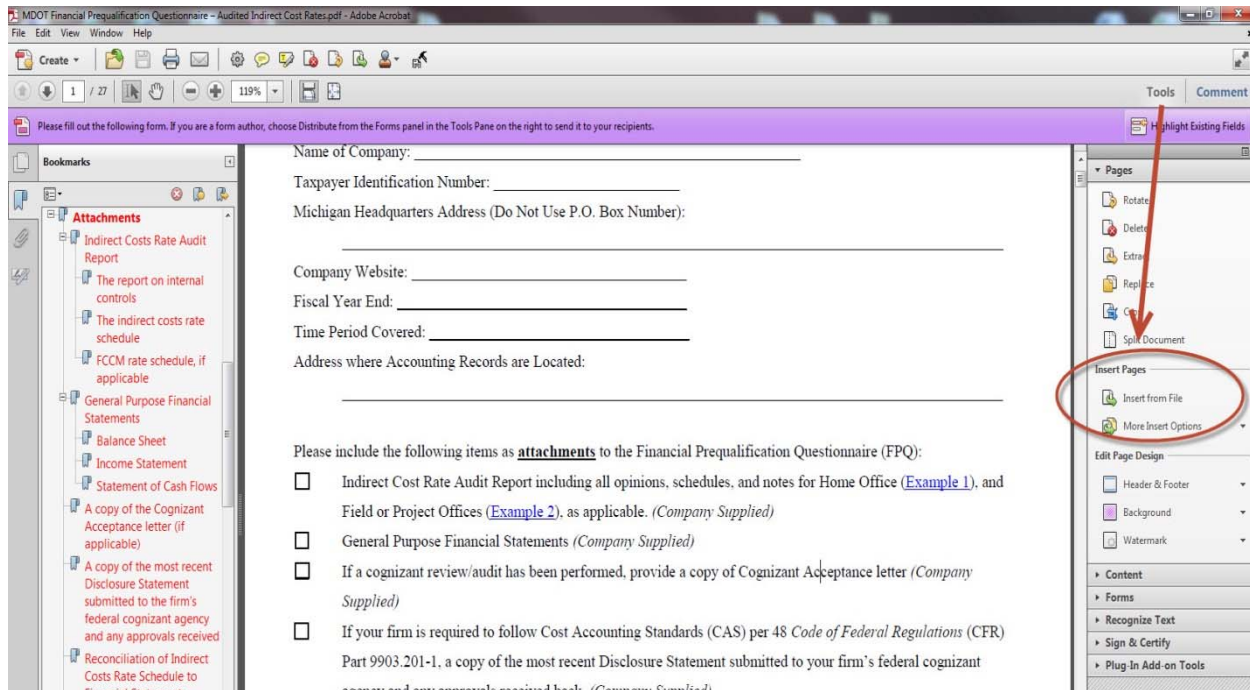 MDOT Financial Prequalification Questionnaire – Audited Indirect Cost Rates.pdf - Adobe Acrobat
File Edit View Window Help
Create
1 / 27 119% Tools Comment
Please fill out the following form. If you are a form author, choose Distribute from the Forms panel in the Tools Pane on the right to send it to your recipients. Highlight Existing Fields
Bookmarks
Attachments
Indirect Costs Rate Audit
Report
The report on internal
controls
The indirect costs rate
schedule
FCCM rate schedule, if
applicable
General Purpose Financial
Statements
Balance Sheet
Income Statement
Statement of Cash Flows
A copy of the Cognizant
Acceptance letter (if
applicable)
A copy of the most recent
Disclosure Statement
submitted to the firm's
federal cognizant agency
and any approvals received
Reconciliation of Indirect
Costs Rate Schedule to
Name of Company:
Taxpayer Identification Number:
Michigan Headquarters Address (Do Not Use P.O. Box Number):
Company Website:
Fiscal Year End:
Time Period Covered:
Address where Accounting Records are Located:
Please include the following items as attachments to the Financial Prequalification Questionnaire (FPQ):
Indirect Cost Rate Audit Report including all opinions, schedules, and notes for Home Office (Example 1), and
Field or Project Offices (Example 2), as applicable. (Company Supplied)
General Purpose Financial Statements (Company Supplied)
If a cognizant review/audit has been performed, provide a copy of Cognizant Acceptance letter (Company
Supplied)
If your firm is required to follow Cost Accounting Standards (CAS) per 48 Code of Federal Regulations (CFR)
Part 9903.201-1, a copy of the most recent Disclosure Statement submitted to your firm's federal cognizant
agency and any approvals received back. (Company Supplied)
Pages
Rotate
Delete
Extract
Replace
Split Document
Insert Pages
Insert from File
More Insert Options
Edit Page Design
Header & Footer
Background
Watermark
Content
Forms
Recognize Text
Sign & Certify
Plug-In Add-on Tools